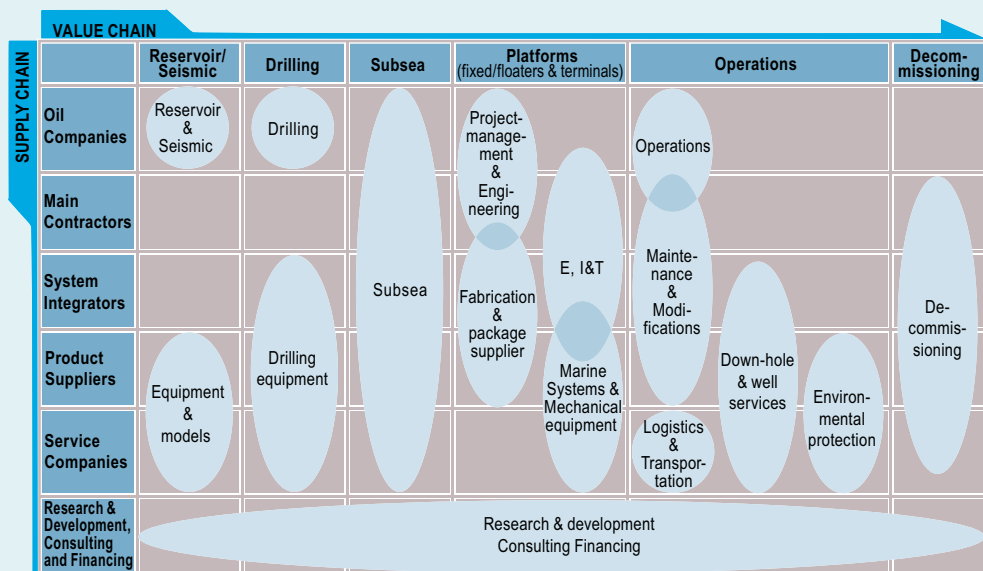 VALUE CHAIN
SUPPLY CHAIN
Reservoir/
Seismic
Drilling
Subsea
Platforms
(fixed/floaters & terminals)
Operations
Decom-
missioning
Oil
Companies
Reservoir
&
Seismic
Drilling
Project-
manage-
ment
&
Engi-
neering
Operations
Main
Contractors
System
Integrators
Subsea
Fabrication
&
package
supplier
E, I&T
Mainte-
nance
&
Modi-
fications
De-
commis-
sioning
Product
Suppliers
Equipment
&
models
Drilling
equipment
Marine
Systems &
Mechanical
equipment
Down-hole
& well
services
Environ-
mental
protection
Service
Companies
Logistics
&
Transpor-
tation
Research &
Development,
Consulting
and Financing
Research & development
Consulting Financing